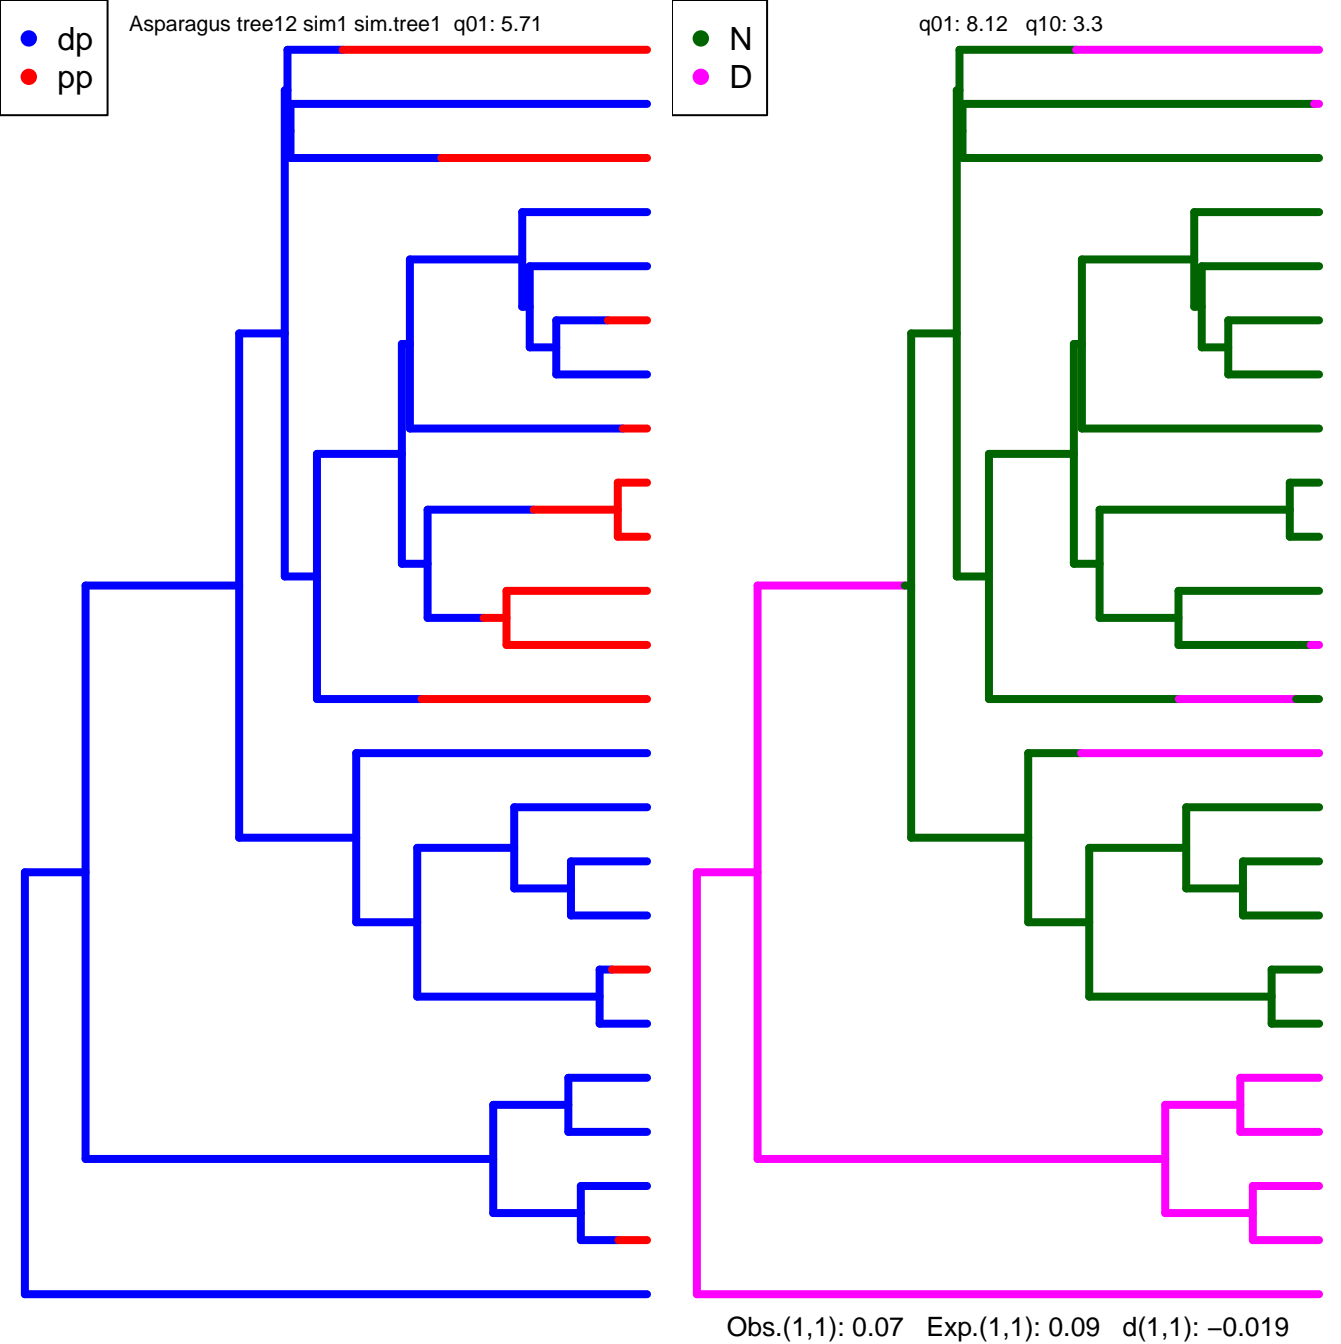 Asparagus tree12 sim1 sim.tree1 q01: 5.71
dp
pp
q01: 8.12 q10: 3.3
N
D
Obs.(1,1): 0.07 Exp.(1,1): 0.09 d(1,1): −0.019